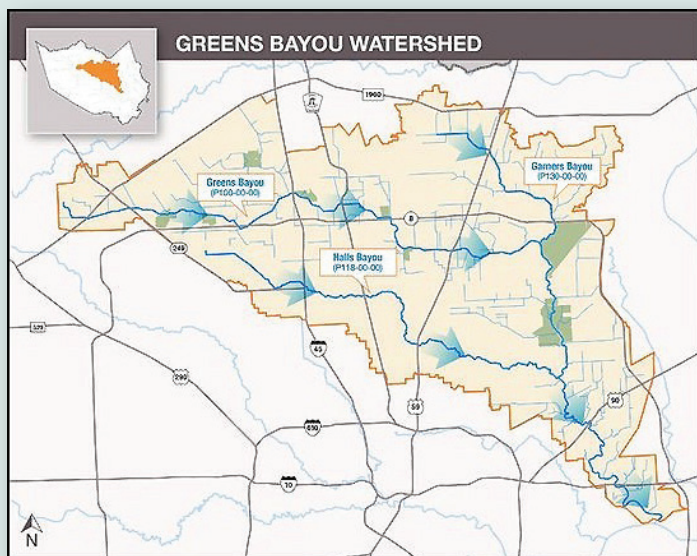 GREENS BAYOU WATERSHED
1960
Greens Bayou
(P100-00-00)
Garners Bayou
(P130-00-00)
8
249
Halls Bayou
(P118-00-00)
529
45
290
59
90
610
10
N